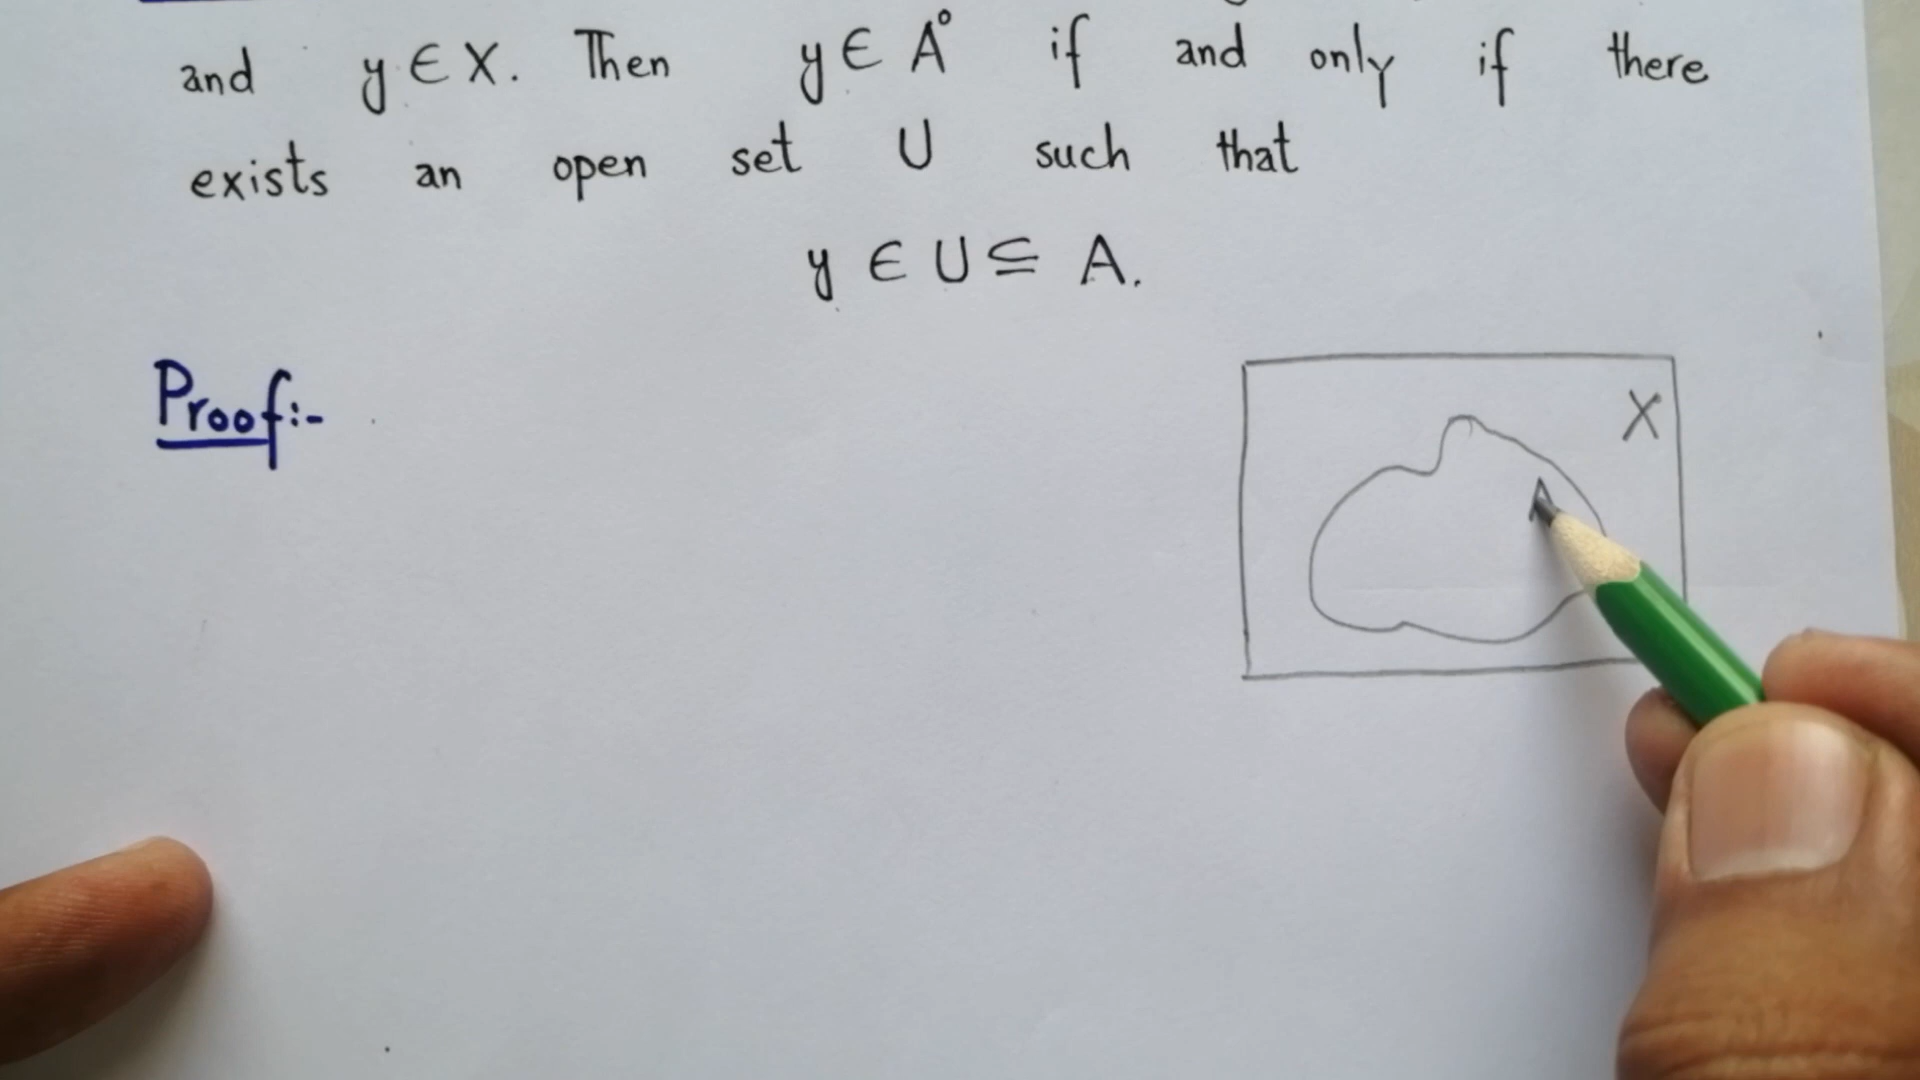 and y ∈ X. Then y ∈ A° if and only if there
exists an open set U such that
y ∈ U ⊆ A.
Proof:-
X
A